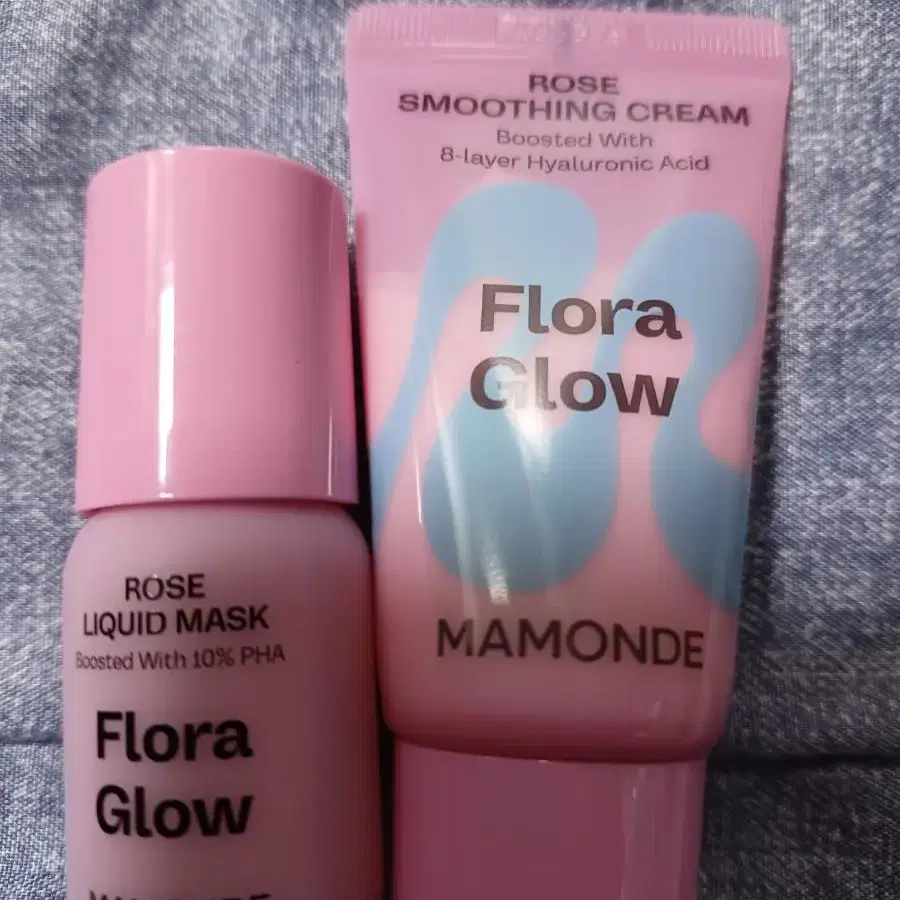 ROSE
SMOOTHING CREAM
Boosted With
8-layer Hyaluronic Acid
Flora
Glow
MAMONDE
ROSE
LIQUID MASK
Boosted With 10% PHA
Flora
Glow